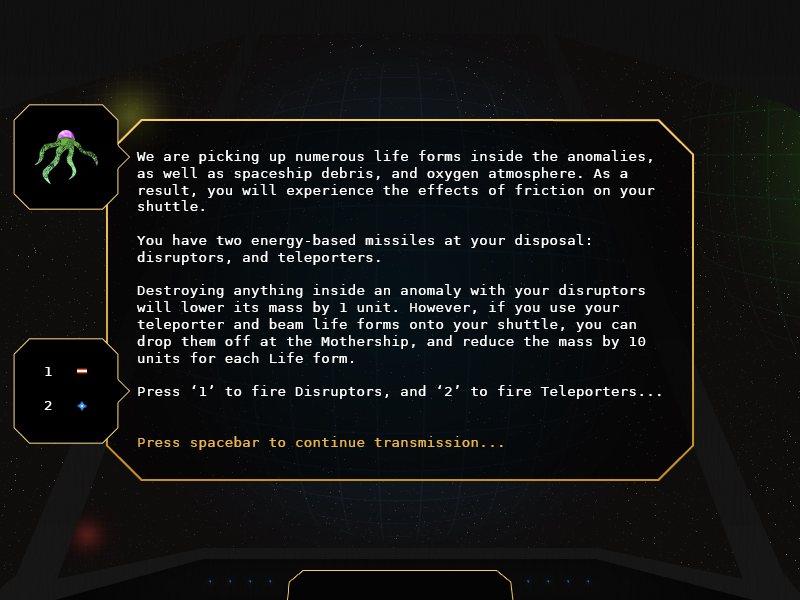 We are picking up numerous life forms inside the anomalies,
as well as spaceship debris, and oxygen atmosphere. As a
result, you will experience the effects of friction on your
shuttle.
You have two energy-based missiles at your disposal:
disruptors, and teleporters.
Destroying anything inside an anomaly with your disruptors
will lower its mass by 1 unit. However, if you use your
teleporter and beam life forms onto your shuttle, you can
drop them off at the Mothership, and reduce the mass by 10
units for each Life form.
1
2
Press ‘1’ to fire Disruptors, and ‘2’ to fire Teleporters...
Press spacebar to continue transmission...